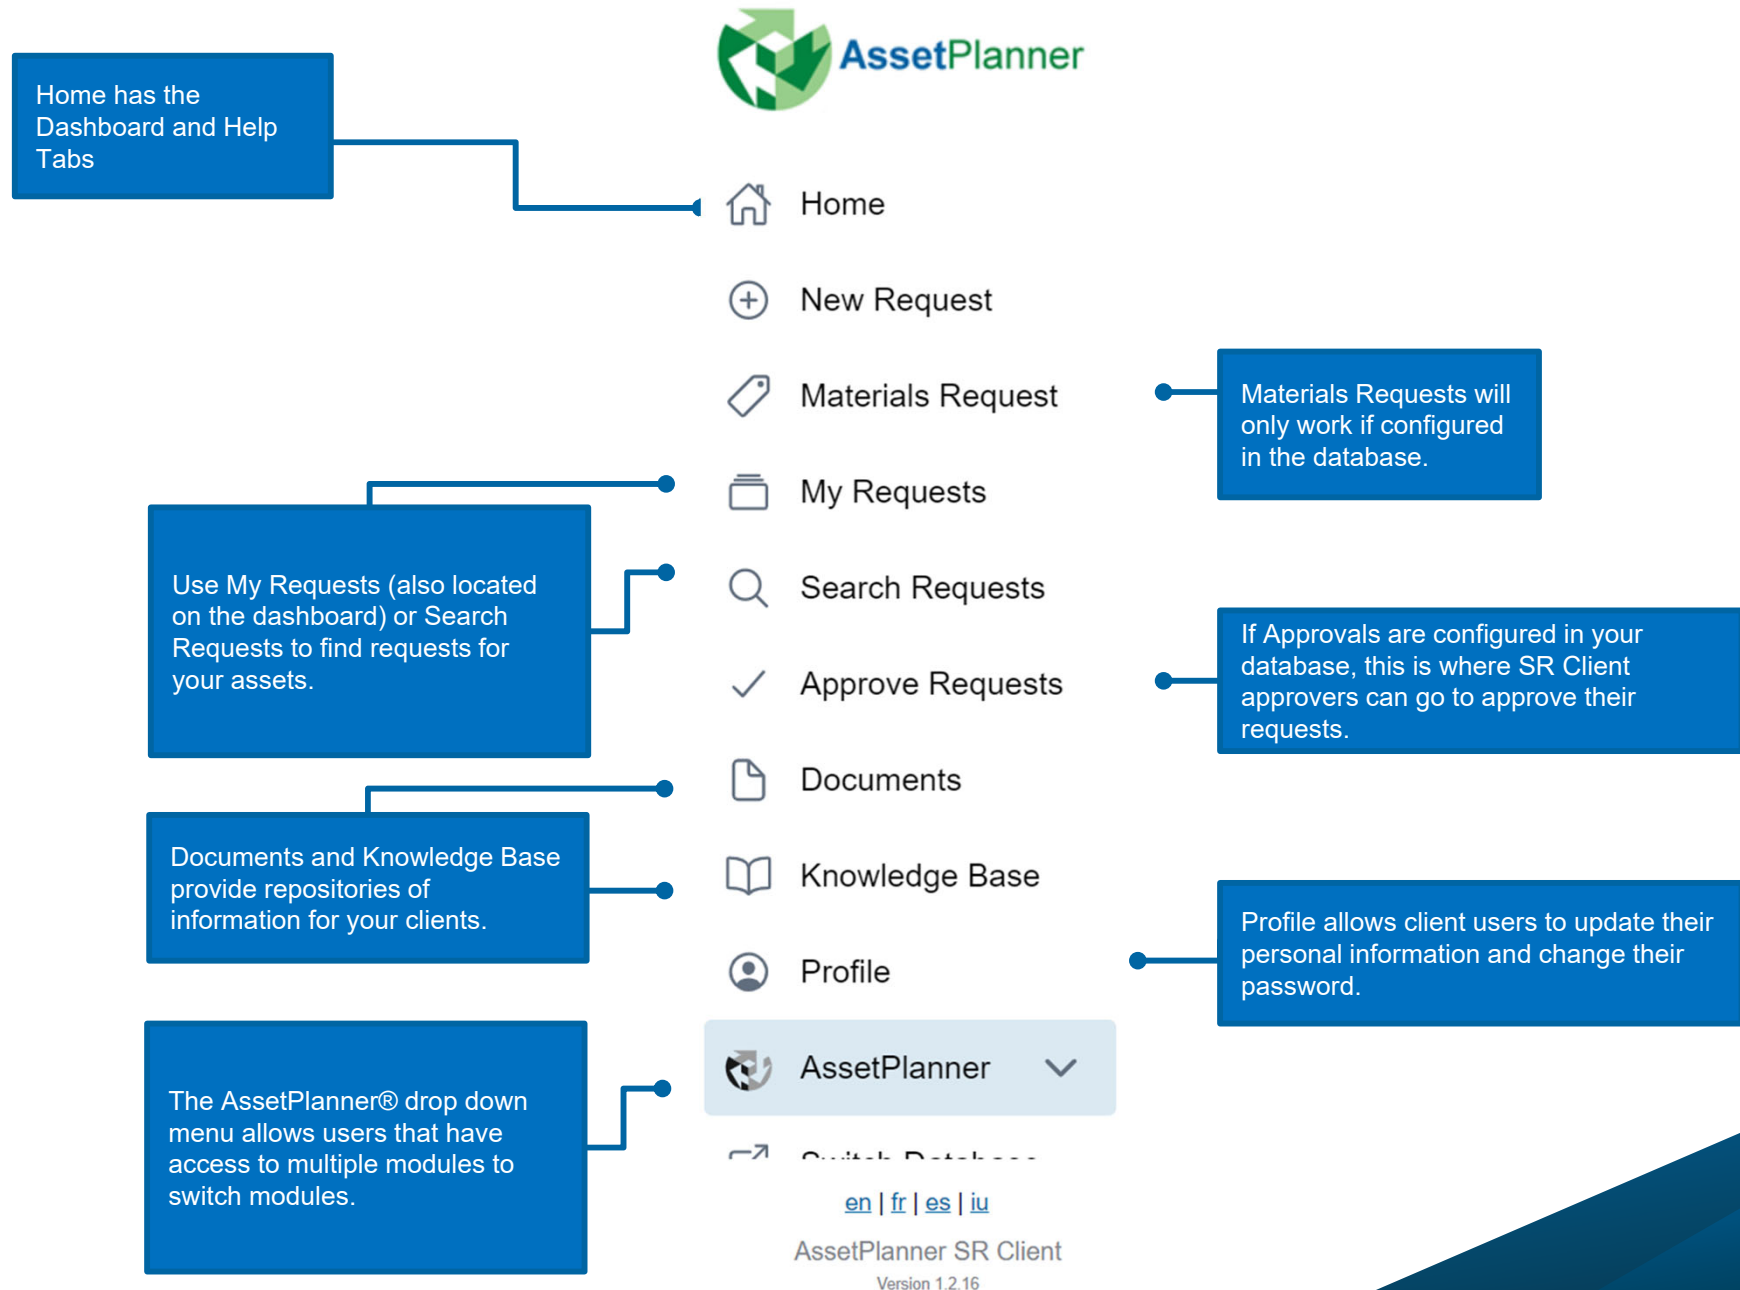 AssetPlanner
Home has the
Dashboard and Help
Tabs
Home
New Request
Materials Request
Materials Requests will
only work if configured
in the database.
My Requests
Use My Requests (also located
on the dashboard) or Search
Requests to find requests for
your assets.
Search Requests
Approve Requests
If Approvals are configured in your
database, this is where SR Client
approvers can go to approve their
requests.
Documents
Documents and Knowledge Base
provide repositories of
information for your clients.
Knowledge Base
Profile
Profile allows client users to update their
personal information and change their
password.
AssetPlanner
The AssetPlanner® drop down
menu allows users that have
access to multiple modules to
switch modules.
Switch Database
en | fr | es | iu
AssetPlanner SR Client
Version 1.2.16